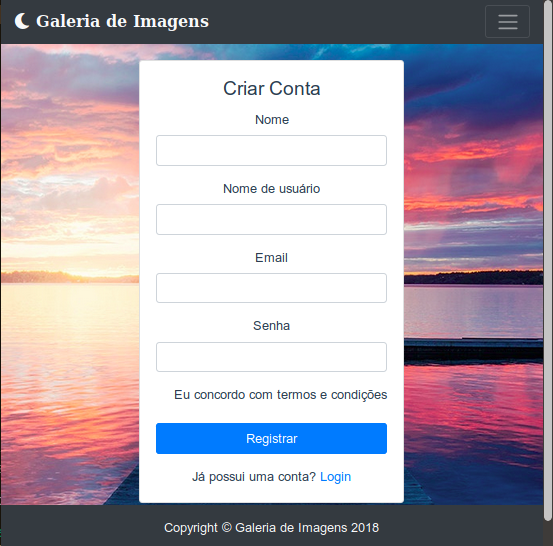 Galeria de Imagens
Criar Conta
Nome
Nome de usuário
Email
Senha
Eu concordo com termos e condições
Registrar
Já possui uma conta? Login
Copyright © Galeria de Imagens 2018